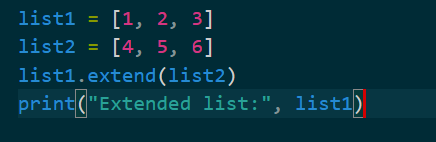 list1 = [1, 2, 3]
list2 = [4, 5, 6]
list1.extend(list2)
print("Extended list:", list1)